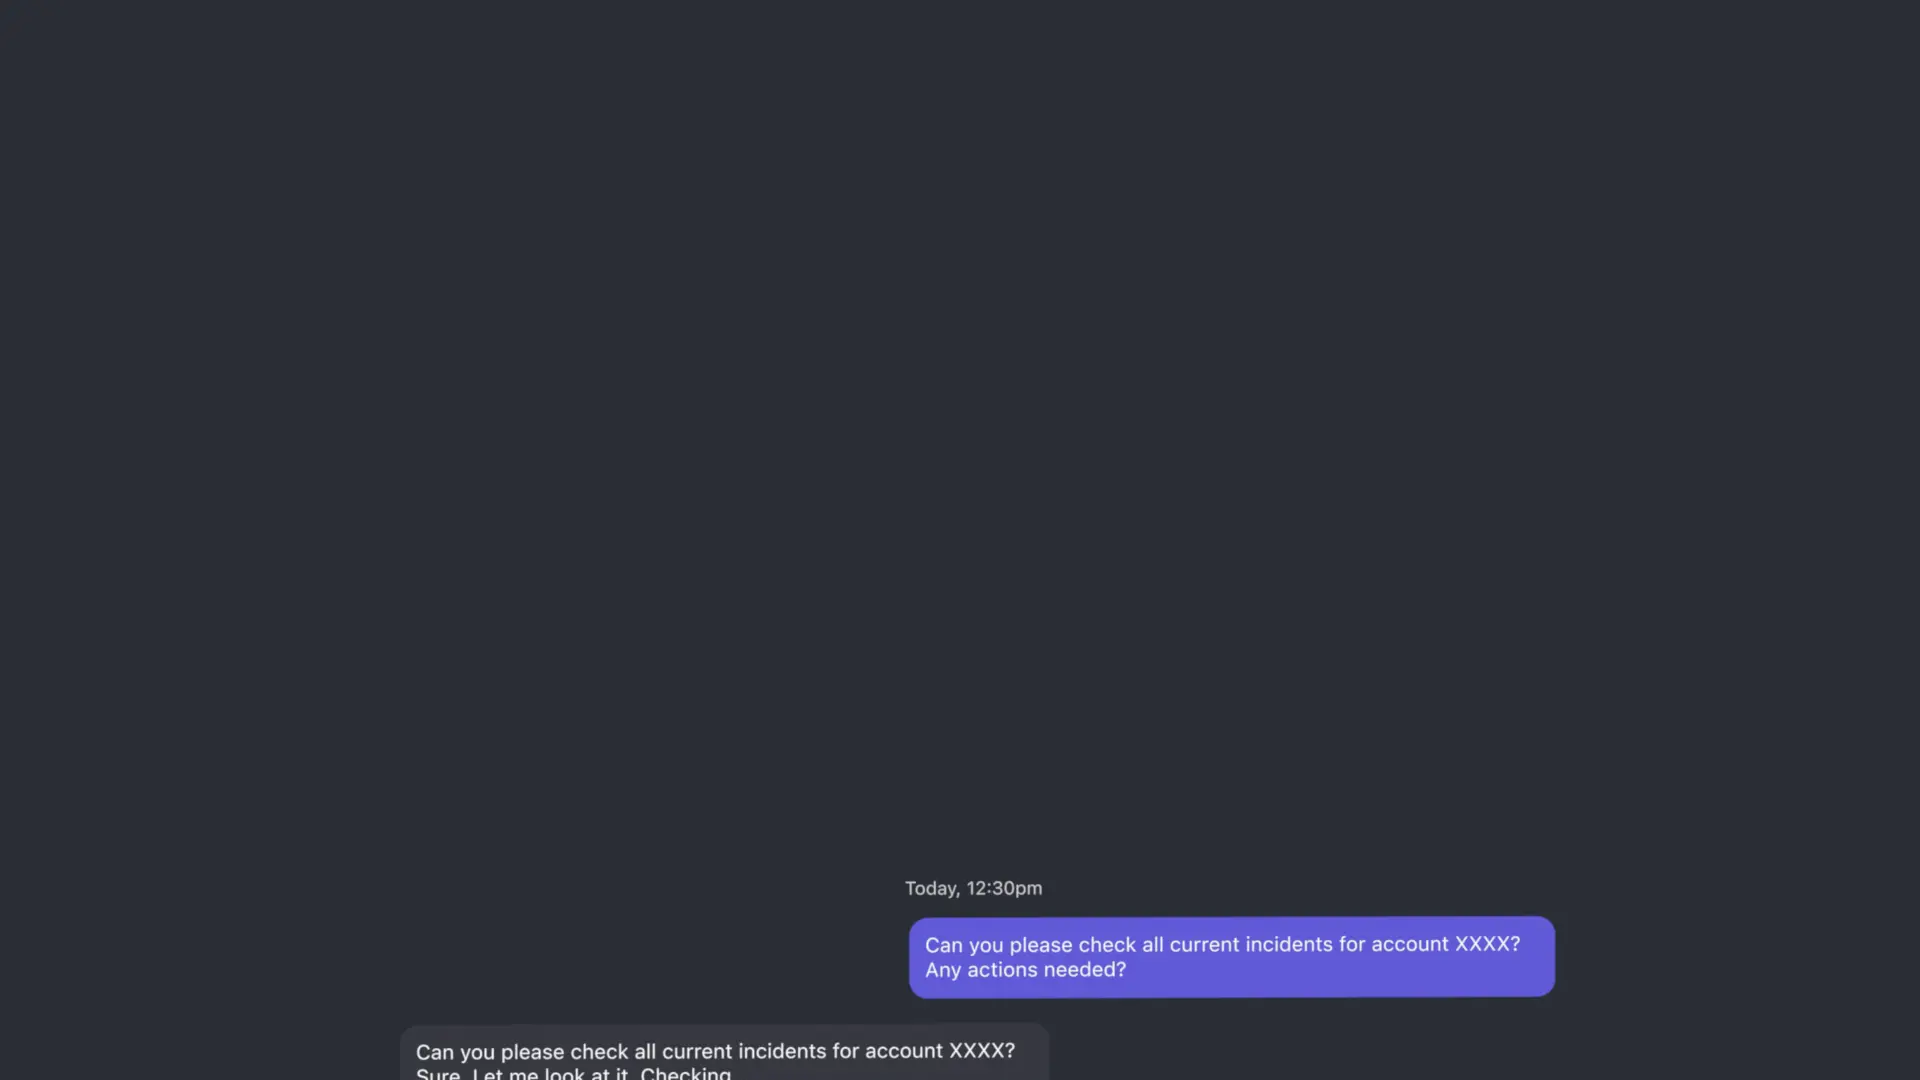 Today, 12:30pm
Can you please check all current incidents for account XXXX?
Any actions needed?
Can you please check all current incidents for account XXXX?
Sure. Let me look at it. Checking